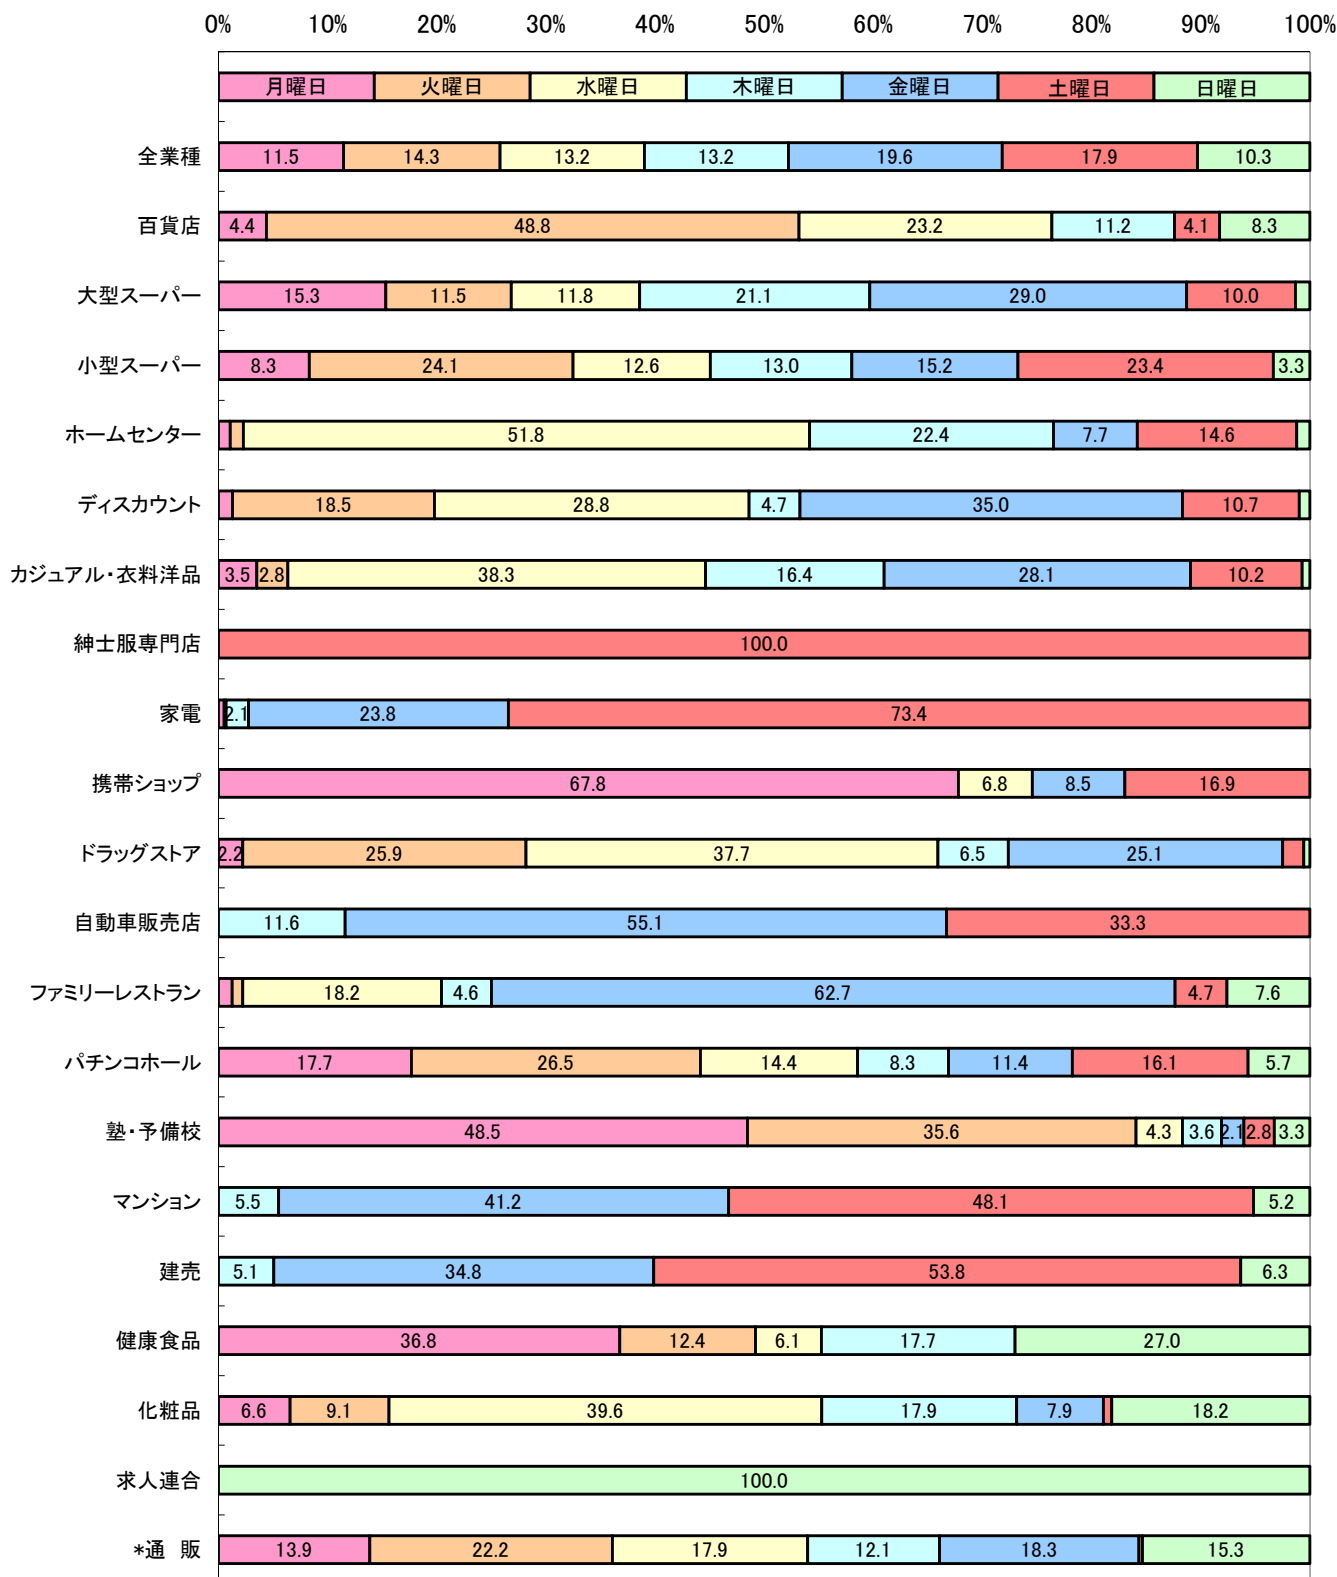 0% 10% 20% 30% 40% 50% 60% 70% 80% 90% 100%
月曜日 火曜日 水曜日 木曜日 金曜日 土曜日 日曜日
全業種 11.5 14.3 13.2 13.2 19.6 17.9 10.3
百貨店 4.4 48.8 23.2 11.2 4.1 8.3
大型スーパー 15.3 11.5 11.8 21.1 29.0 10.0
小型スーパー 8.3 24.1 12.6 13.0 15.2 23.4 3.3
ホームセンター 51.8 22.4 7.7 14.6
ディスカウント 18.5 28.8 4.7 35.0 10.7
カジュアル・衣料洋品 3.5 2.8 38.3 16.4 28.1 10.2
紳士服専門店 100.0
家電 2.1 23.8 73.4
携帯ショップ 67.8 6.8 8.5 16.9
ドラッグストア 2.2 25.9 37.7 6.5 25.1
自動車販売店 11.6 55.1 33.3
ファミリーレストラン 18.2 4.6 62.7 4.7 7.6
パチンコホール 17.7 26.5 14.4 8.3 11.4 16.1 5.7
塾・予備校 48.5 35.6 4.3 3.6 2.1 2.8 3.3
マンション 5.5 41.2 48.1 5.2
建売 5.1 34.8 53.8 6.3
健康食品 36.8 12.4 6.1 17.7 27.0
化粧品 6.6 9.1 39.6 17.9 7.9 18.2
求人連合 100.0
*通　販 13.9 22.2 17.9 12.1 18.3 15.3